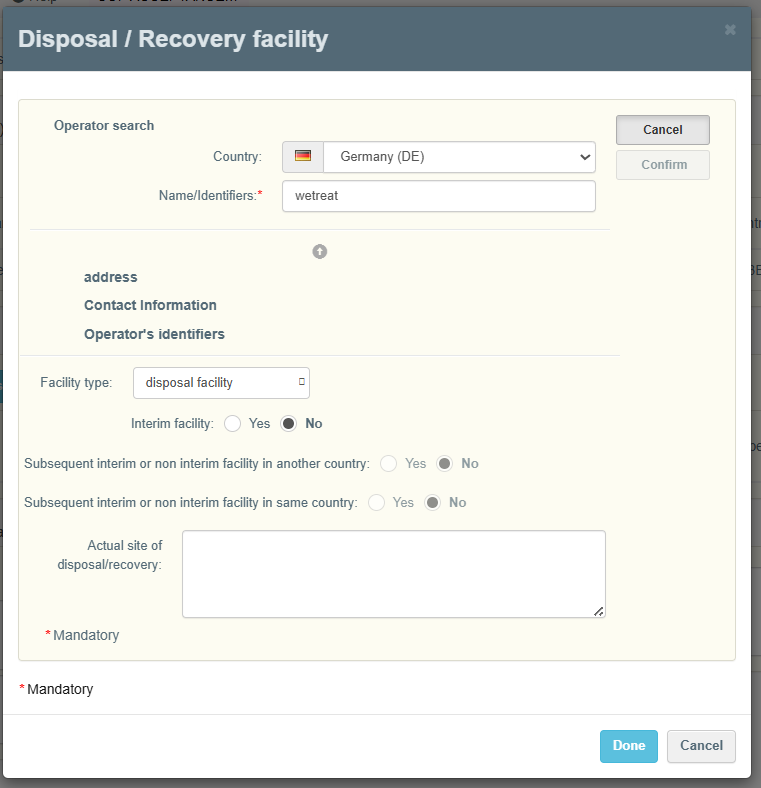 Disposal / Recovery facility
Operator search
Cancel
Country: Germany (DE)
Confirm
Name/Identifiers:* wetreat
address
Contact Information
Operator's identifiers
Facility type: disposal facility
Interim facility: Yes No
Subsequent interim or non interim facility in another country: Yes No
Subsequent interim or non interim facility in same country: Yes No
Actual site of
disposal/recovery:
* Mandatory
* Mandatory
Done Cancel